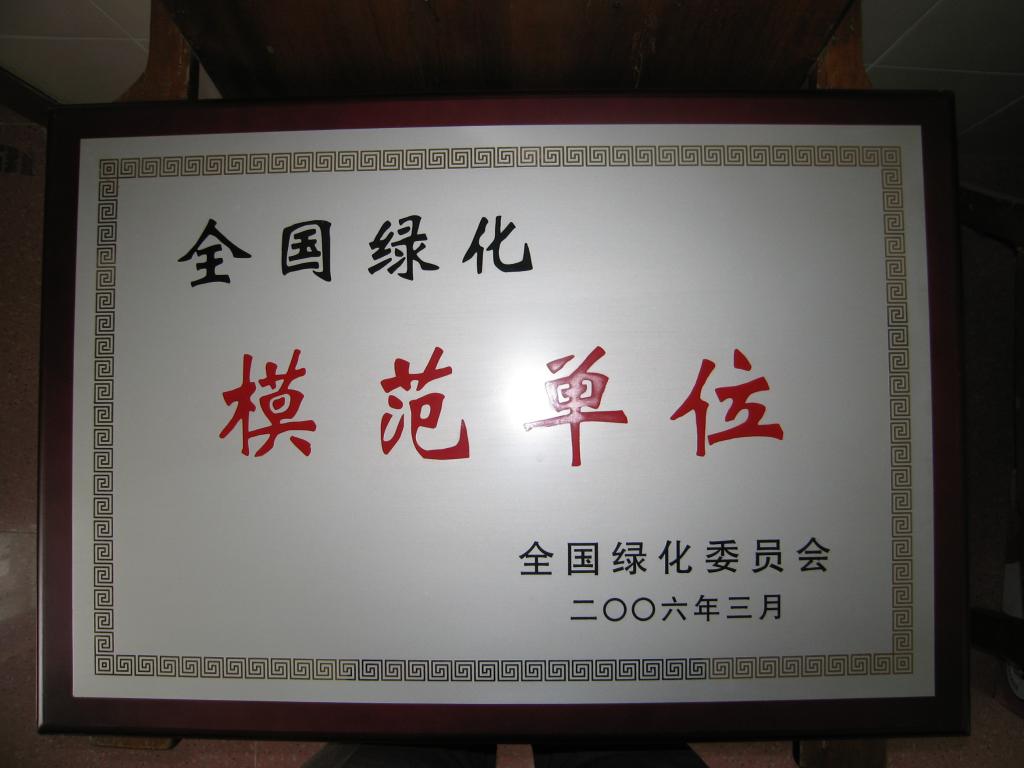 全国绿化
模范单位
全国绿化委员会
二〇〇六年三月